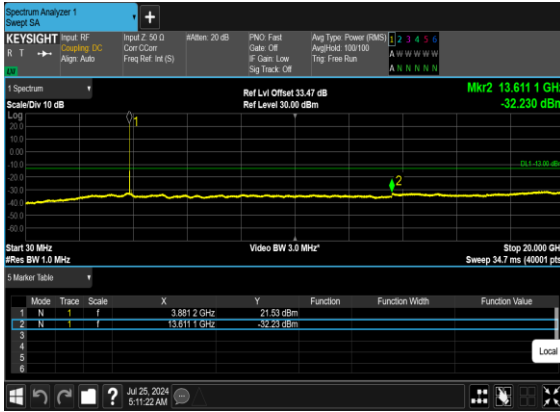 Spectrum Analyzer 1
Swept SA
+
KEYSIGHT Input: RF Input Z: 50 Ω #Atten: 20 dB PNO: Fast Avg Type: Power (RMS) 1 2 3 4 5 6
R T Coupling: DC Corr CCorr Gate: Off Avg|Hold: 100/100 A W W W W W
Align: Auto Freq Ref: Int (S) IF Gain: Low Trig: Free Run
Sig Track: Off A N N N N N
1 Spectrum Ref Lvl Offset 33.47 dB Mkr2 13.611 1 GHz
Scale/Div 10 dB Ref Level 30.00 dBm -32.230 dBm
Log
1
20.0
10.0
0.00
-10.0
DL1 -13.00 dBm
-20.0
2
-30.0
-40.0
-50.0
-60.0
Start 30 MHz Video BW 3.0 MHz* Stop 20.000 GH
#Res BW 1.0 MHz Sweep 34.7 ms (40001 pts
5 Marker Table
Mode Trace Scale X Y Function Function Width Function Value
1 N 1 f 3.881 2 GHz 21.53 dBm
2 N 1 f 13.611 1 GHz -32.23 dBm
3
4
5
6
Local
? Jul 25, 2024
5:11:22 AM